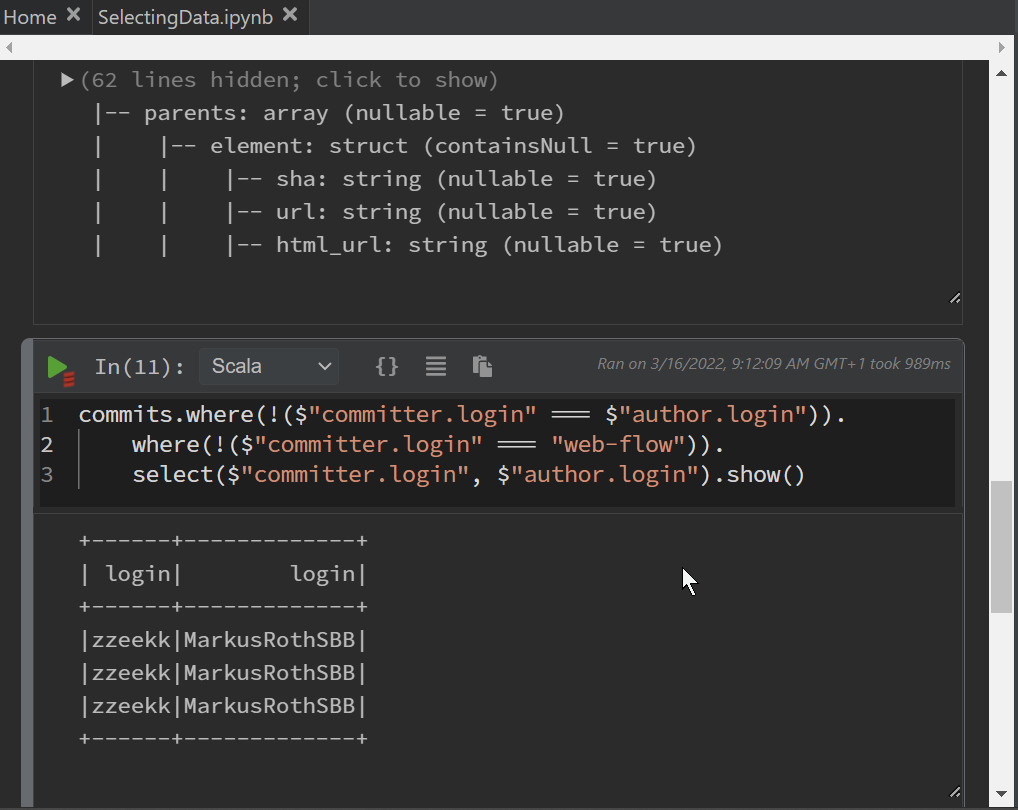 Home × SelectingData.ipynb ×
▶(62 lines hidden; click to show)
|-- parents: array (nullable = true)
|    |-- element: struct (containsNull = true)
|    |    |-- sha: string (nullable = true)
|    |    |-- url: string (nullable = true)
|    |    |-- html_url: string (nullable = true)
In(11): Scala {} Ran on 3/16/2022, 9:12:09 AM GMT+1 took 989ms
1 commits.where(!($"committer.login" === $"author.login")).
2     where(!($"committer.login" === "web-flow")).
3     select($"committer.login", $"author.login").show()
+------+-------------+
| login|        login|
+------+-------------+
|zzeekk|MarkusRothSBB|
|zzeekk|MarkusRothSBB|
|zzeekk|MarkusRothSBB|
+------+-------------+